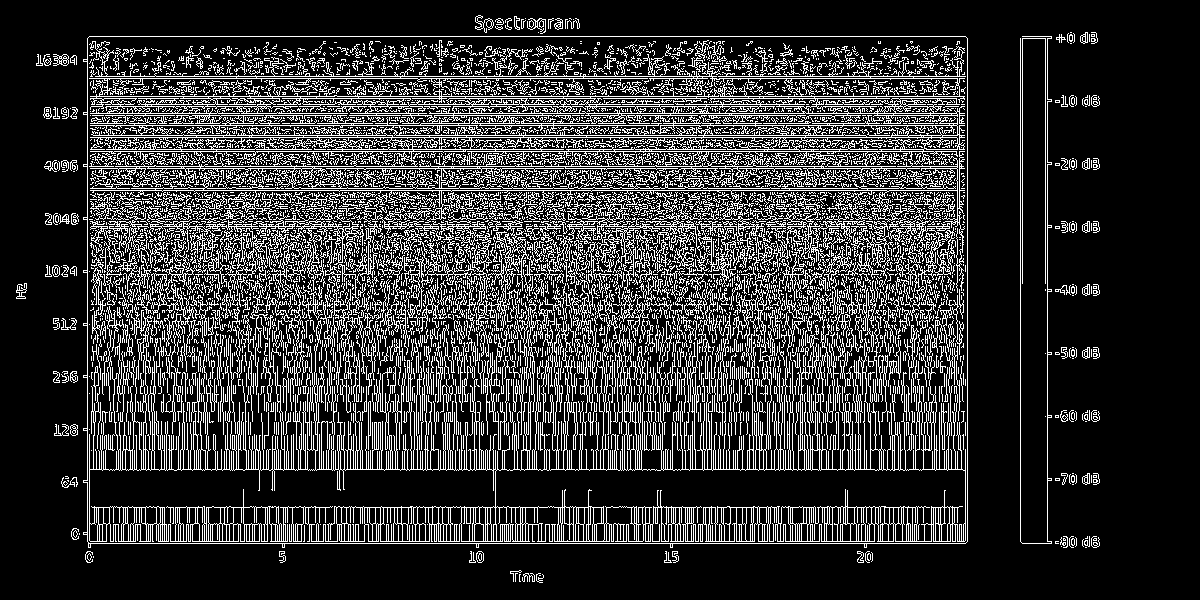 Spectrogram
16384
8192
4096
2048
1024
512
256
128
64
0
Hz
0 5 10 15 20
Time
+0 dB
-10 dB
-20 dB
-30 dB
-40 dB
-50 dB
-60 dB
-70 dB
-80 dB